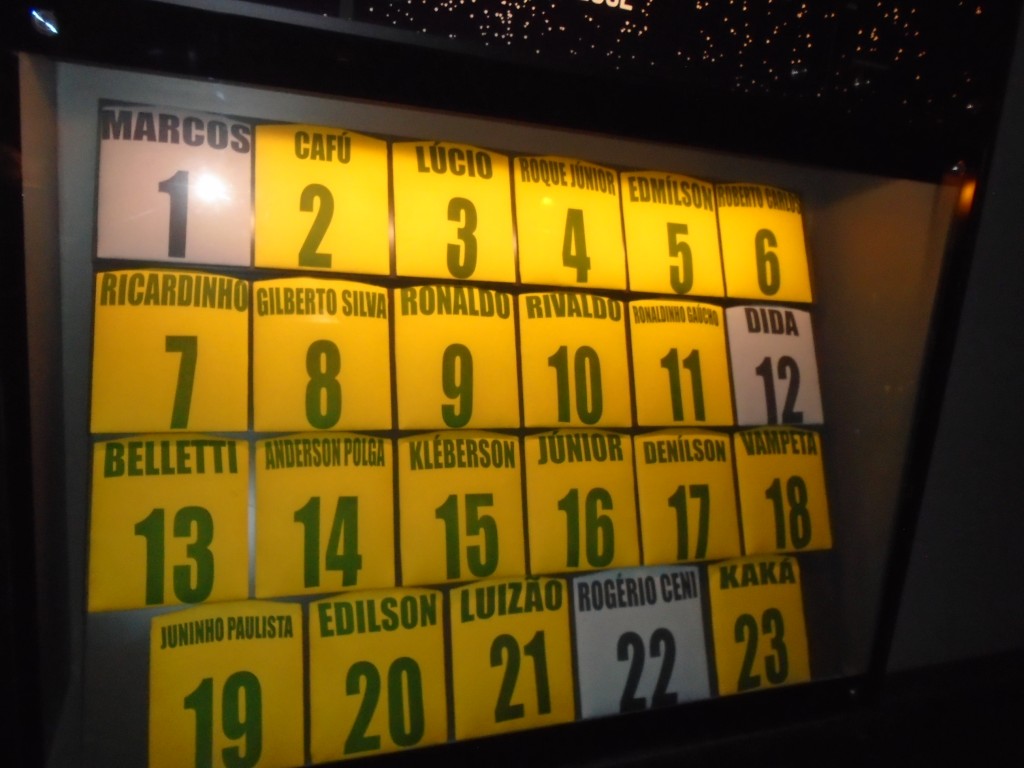 MARCOS
1
CAFÚ
2
LÚCIO
3
ROQUE JÚNIOR
4
EDMÍLSON
5
ROBERTO CARLOS
6
RICARDINHO
7
GILBERTO SILVA
8
RONALDO
9
RIVALDO
10
RONALDINHO GAÚCHO
11
DIDA
12
BELLETTI
13
ANDERSON POLGA
14
KLÉBERSON
15
JÚNIOR
16
DENÍLSON
17
VAMPETA
18
JUNINHO PAULISTA
19
EDILSON
20
LUIZÃO
21
ROGÉRIO CENI
22
KAKÁ
23